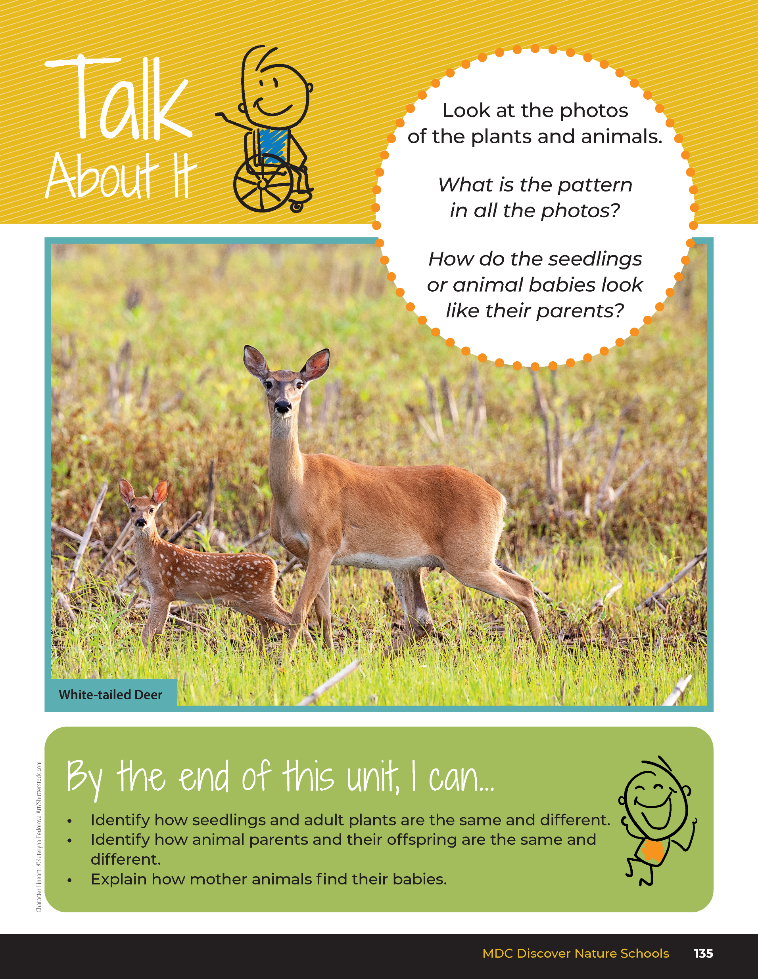 Talk
About It
Look at the photos
of the plants and animals.
What is the pattern
in all the photos?
How do the seedlings
or animal babies look
like their parents?
White-tailed Deer
By the end of this unit, I can...
• Identify how seedlings and adult plants are the same and different.
• Identify how animal parents and their offspring are the same and
different.
• Explain how mother animals find their babies.
MDC Discover Nature Schools 135